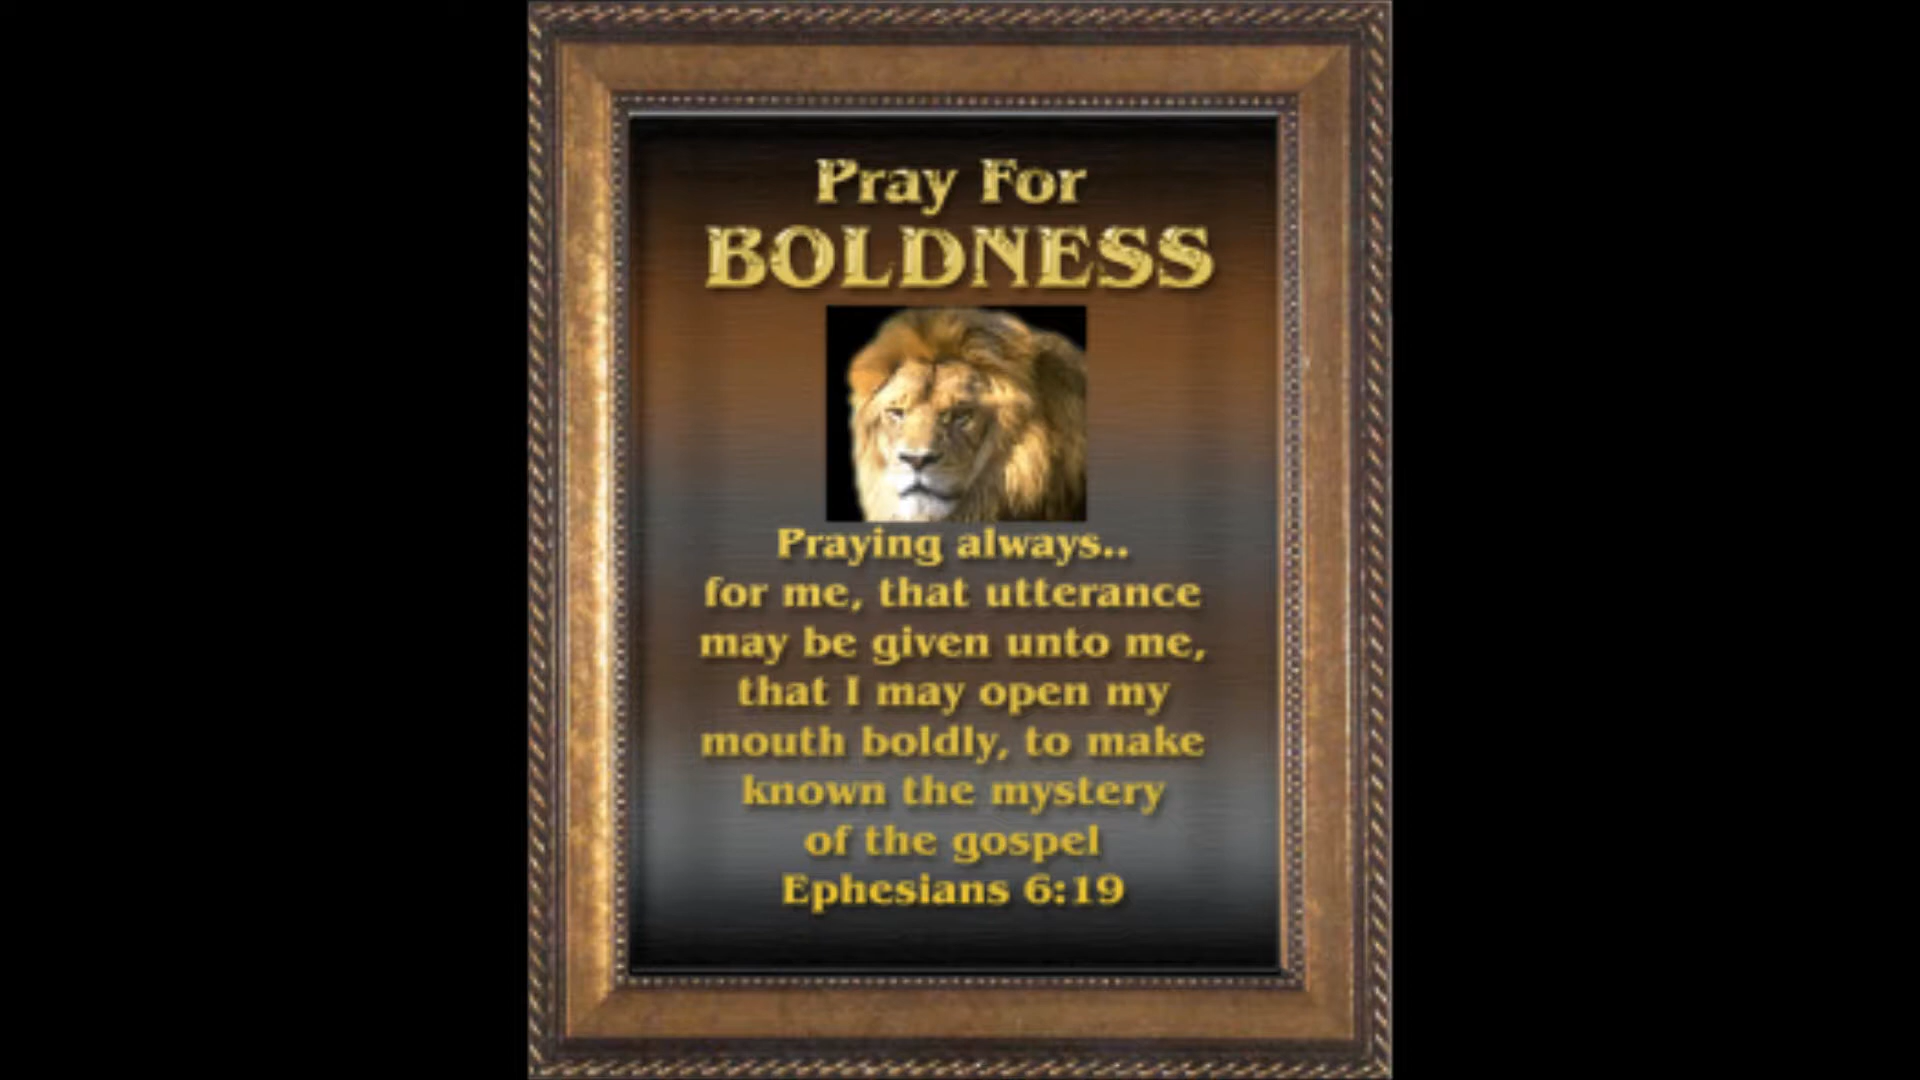 Pray For
BOLDNESS
Praying always..
for me, that utterance
may be given unto me,
that I may open my
mouth boldly, to make
known the mystery
of the gospel
Ephesians 6:19